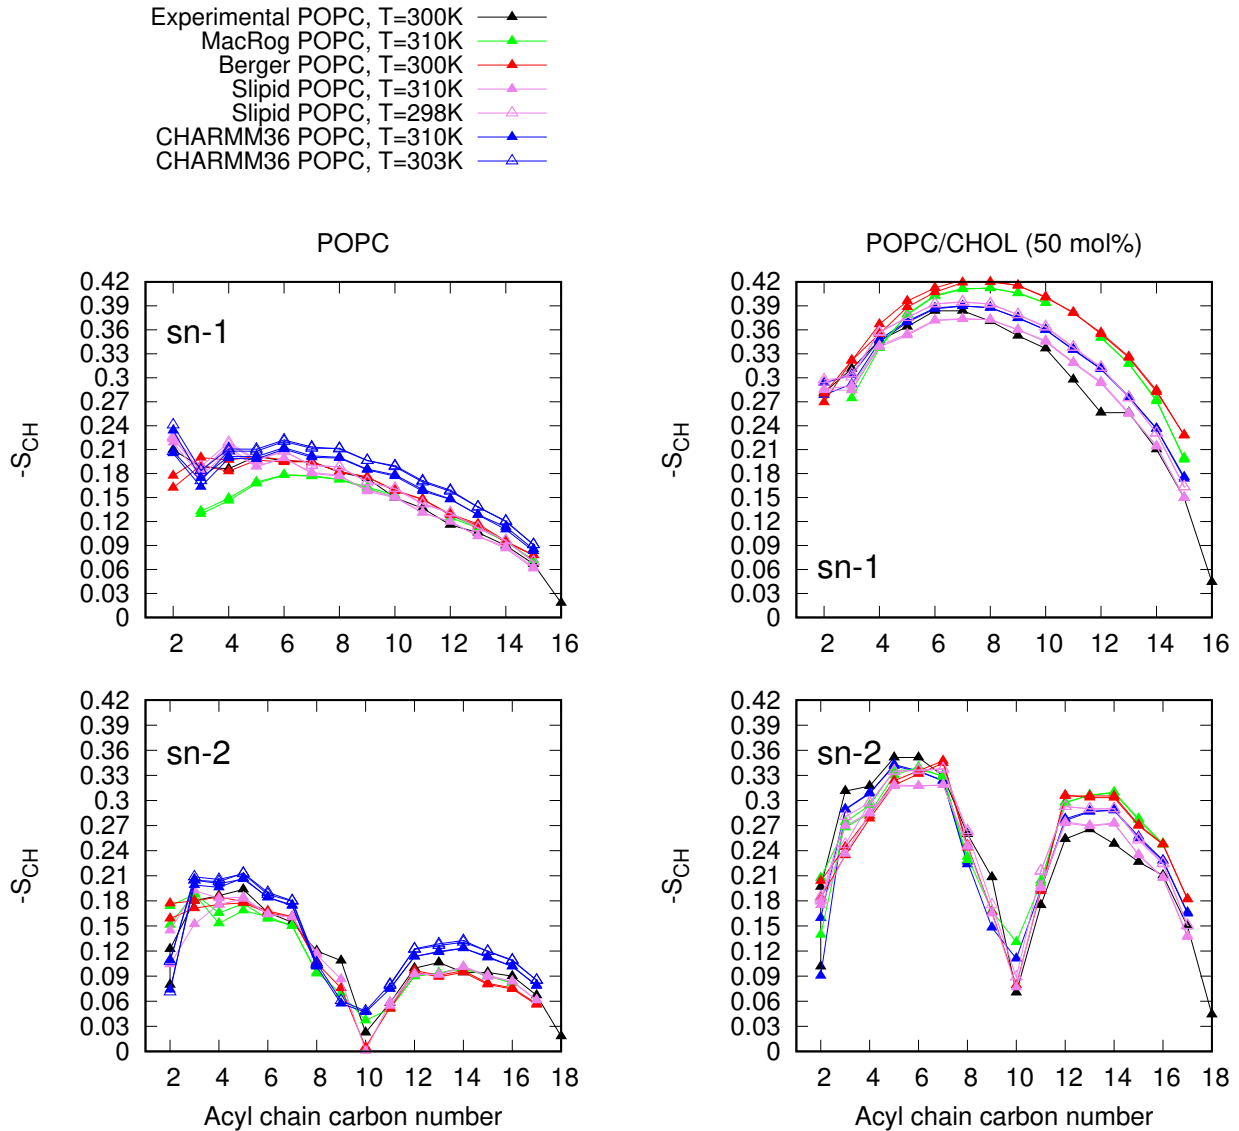 Experimental POPC, T=300K
MacRog POPC, T=310K
Berger POPC, T=300K
Slipid POPC, T=310K
Slipid POPC, T=298K
CHARMM36 POPC, T=310K
CHARMM36 POPC, T=303K
POPC
0.42
0.39
0.36
0.33
0.3
0.27
0.24
0.21
0.18
0.15
0.12
0.09
0.06
0.03
0
-S_CH
sn-1
2 4 6 8 10 12 14 16
POPC/CHOL (50 mol%)
0.42
0.39
0.36
0.33
0.3
0.27
0.24
0.21
0.18
0.15
0.12
0.09
0.06
0.03
0
-S_CH
sn-1
2 4 6 8 10 12 14 16
0.42
0.39
0.36
0.33
0.3
0.27
0.24
0.21
0.18
0.15
0.12
0.09
0.06
0.03
0
-S_CH
sn-2
2 4 6 8 10 12 14 16 18
Acyl chain carbon number
0.42
0.39
0.36
0.33
0.3
0.27
0.24
0.21
0.18
0.15
0.12
0.09
0.06
0.03
0
-S_CH
sn-2
2 4 6 8 10 12 14 16 18
Acyl chain carbon number